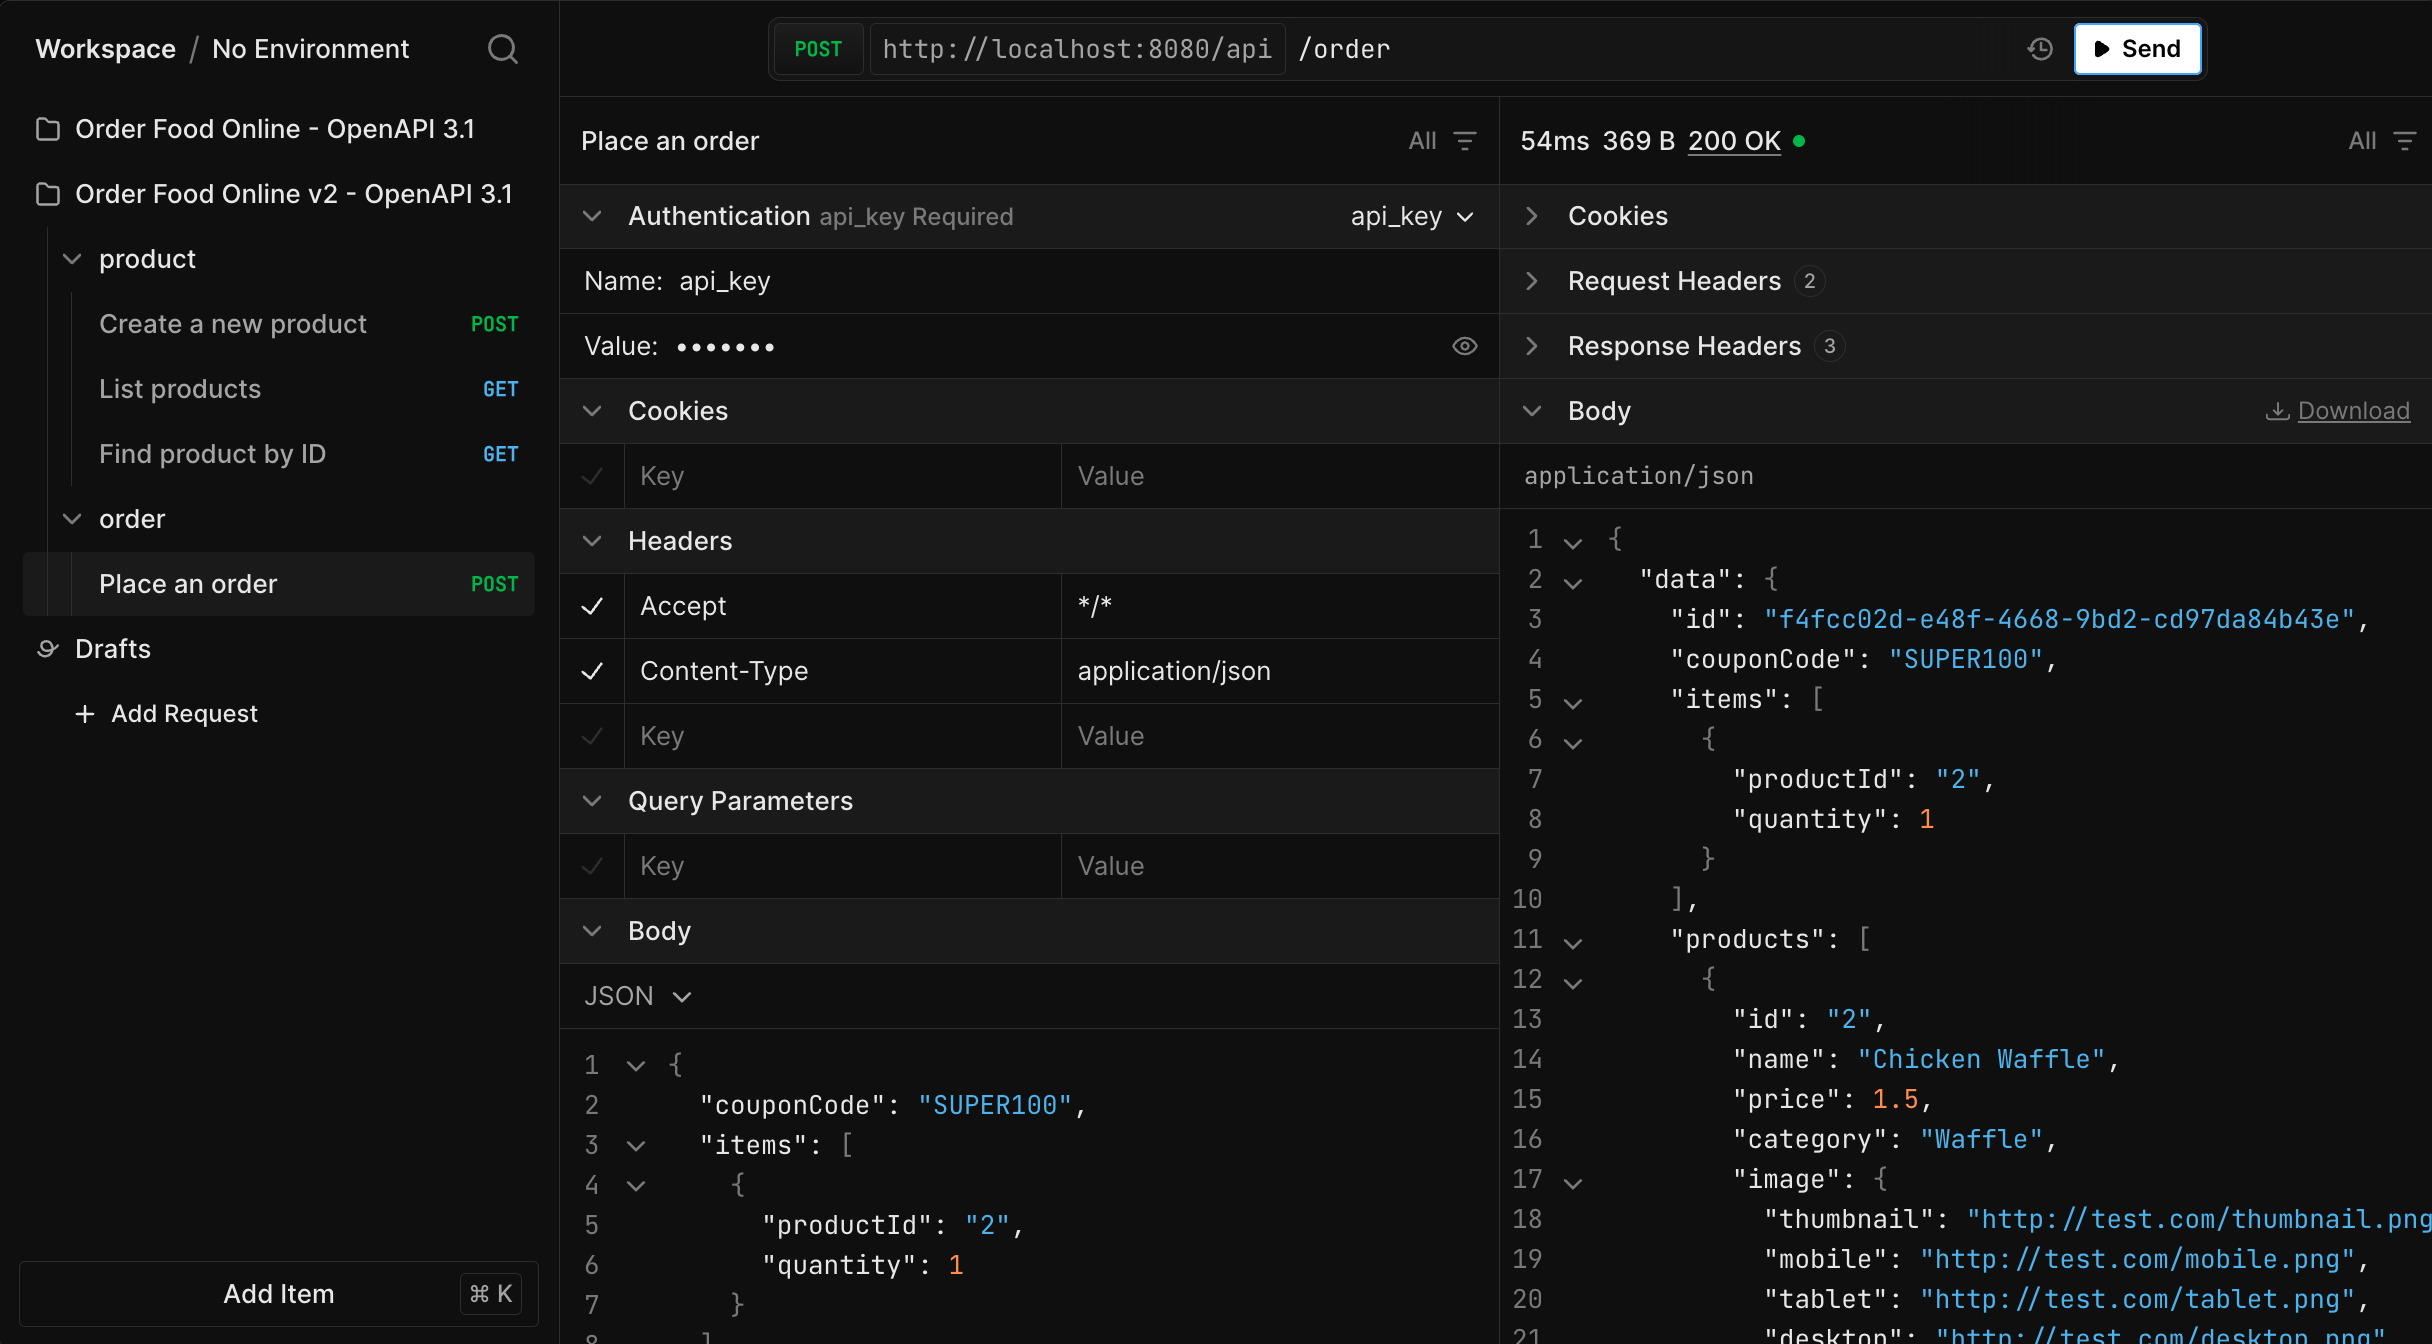 Workspace / No Environment
Order Food Online - OpenAPI 3.1
Order Food Online v2 - OpenAPI 3.1
product
Create a new product POST
List products GET
Find product by ID GET
order
Place an order POST
Drafts
+ Add Request
Add Item ⌘ K
POST http://localhost:8080/api /order Send
Place an order All
Authentication api_key Required api_key
Name: api_key
Value: •••••••
Cookies
Key Value
Headers
Accept */*
Content-Type application/json
Key Value
Query Parameters
Key Value
Body
JSON
1 {
2 "couponCode": "SUPER100",
3 "items": [
4 {
5 "productId": "2",
6 "quantity": 1
7 }
8 ]
54ms 369 B 200 OK All
Cookies
Request Headers 2
Response Headers 3
Body Download
application/json
1 {
2 "data": {
3 "id": "f4fcc02d-e48f-4668-9bd2-cd97da84b43e",
4 "couponCode": "SUPER100",
5 "items": [
6 {
7 "productId": "2",
8 "quantity": 1
9 }
10 ],
11 "products": [
12 {
13 "id": "2",
14 "name": "Chicken Waffle",
15 "price": 1.5,
16 "category": "Waffle",
17 "image": {
18 "thumbnail": "http://test.com/thumbnail.png
19 "mobile": "http://test.com/mobile.png",
20 "tablet": "http://test.com/tablet.png",
21 "desktop": "http://test.com/desktop.png"